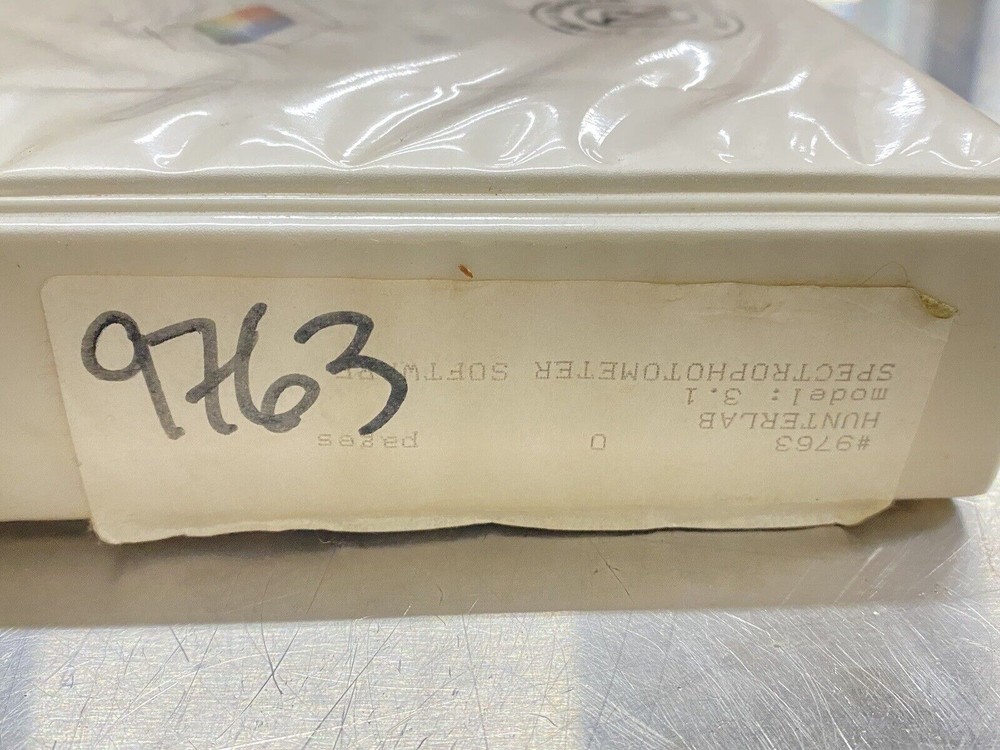 9763
#9763 0 pages
HUNTERLAB
model: 3.1
SPECTROPHOTOMETER SOFTWARE